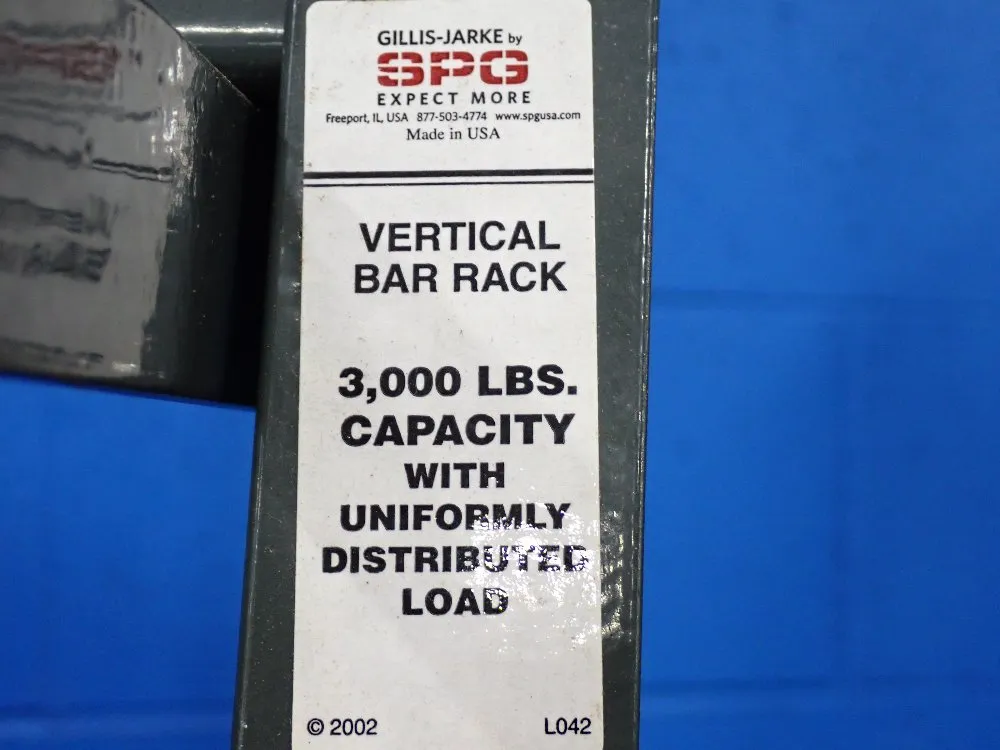 GILLIS-JARKE by
SPG
EXPECT MORE
Freeport, IL, USA 877-503-4774 www.spgusa.com
Made in USA
VERTICAL
BAR RACK
3,000 LBS.
CAPACITY
WITH
UNIFORMLY
DISTRIBUTED
LOAD
© 2002 L042